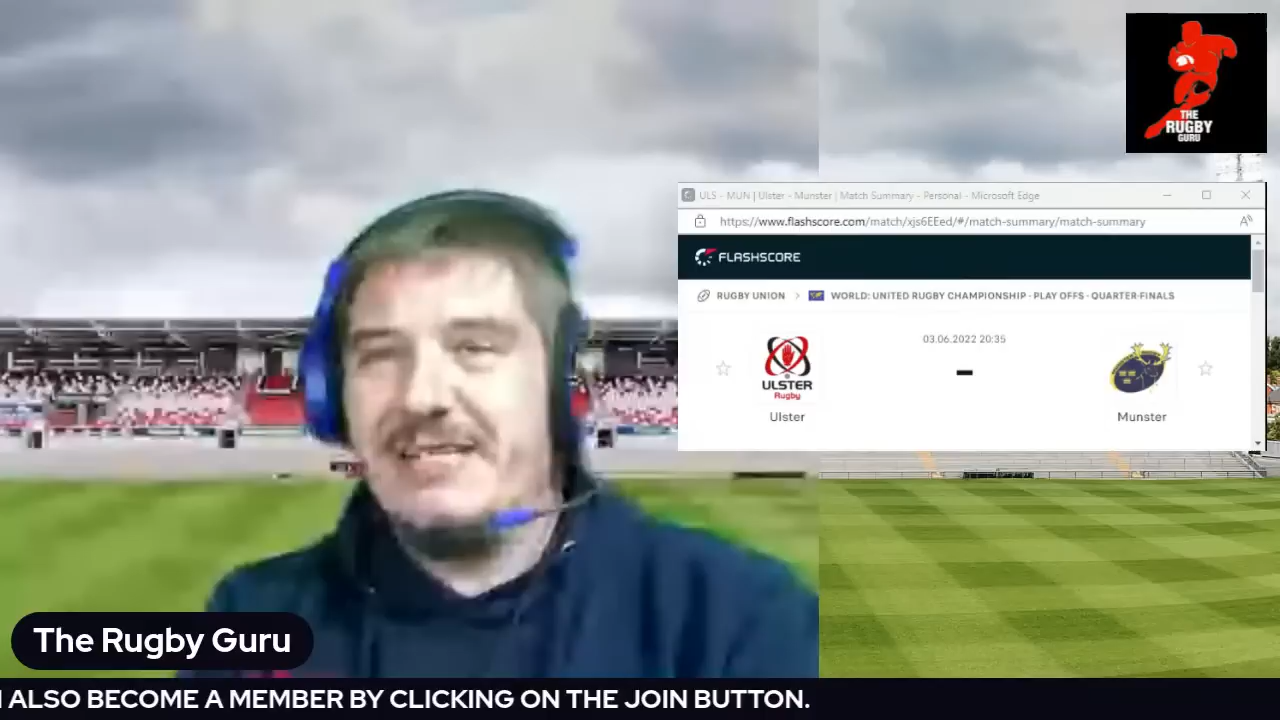 THE
RUGBY
GURU
ULS - MUN | Ulster - Munster | Match Summary - Personal - Microsoft Edge
https://www.flashscore.com/match/xjs6EEed/#/match-summary/match-summary
FLASHSCORE
RUGBY UNION > WORLD: UNITED RUGBY CHAMPIONSHIP - PLAY OFFS - QUARTER-FINALS
03.06.2022 20:35
-
ULSTER
Rugby
Ulster
Munster
The Rugby Guru
ALSO BECOME A MEMBER BY CLICKING ON THE JOIN BUTTON.